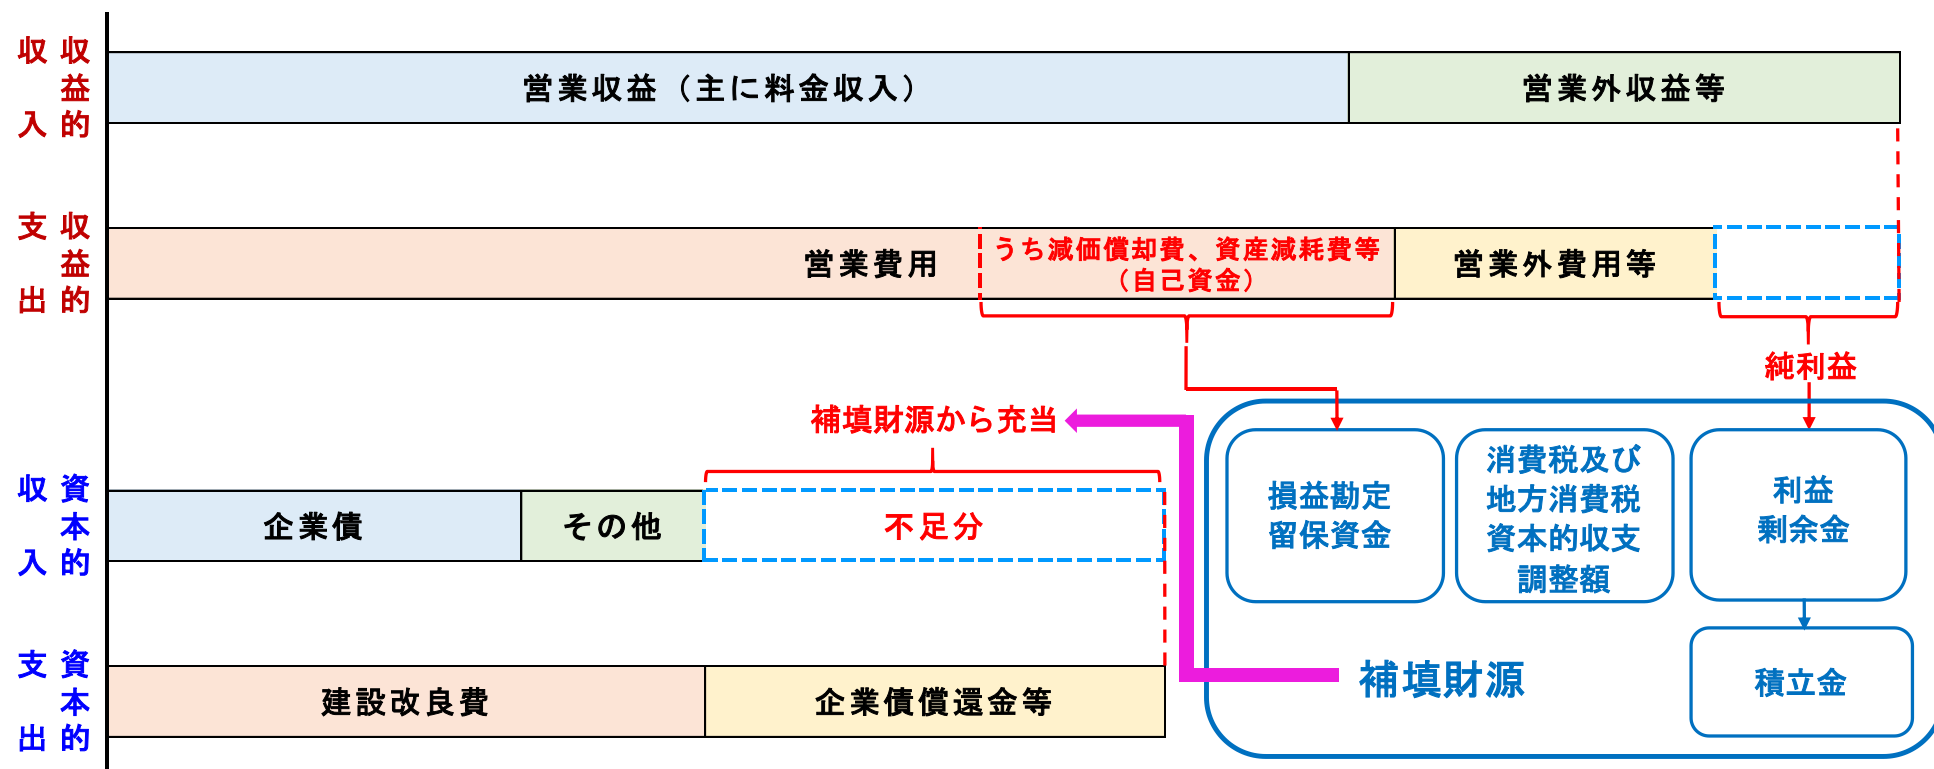 収益的収入
営業収益（主に料金収入）
営業外収益等
収益的支出
営業費用
うち減価償却費、資産減耗費等
（自己資金）
営業外費用等
純利益
補填財源から充当
資本的収入
企業債
その他
不足分
損益勘定
留保資金
消費税及び
地方消費税
資本的収支
調整額
利益
剰余金
資本的支出
建設改良費
企業債償還金等
補填財源
積立金